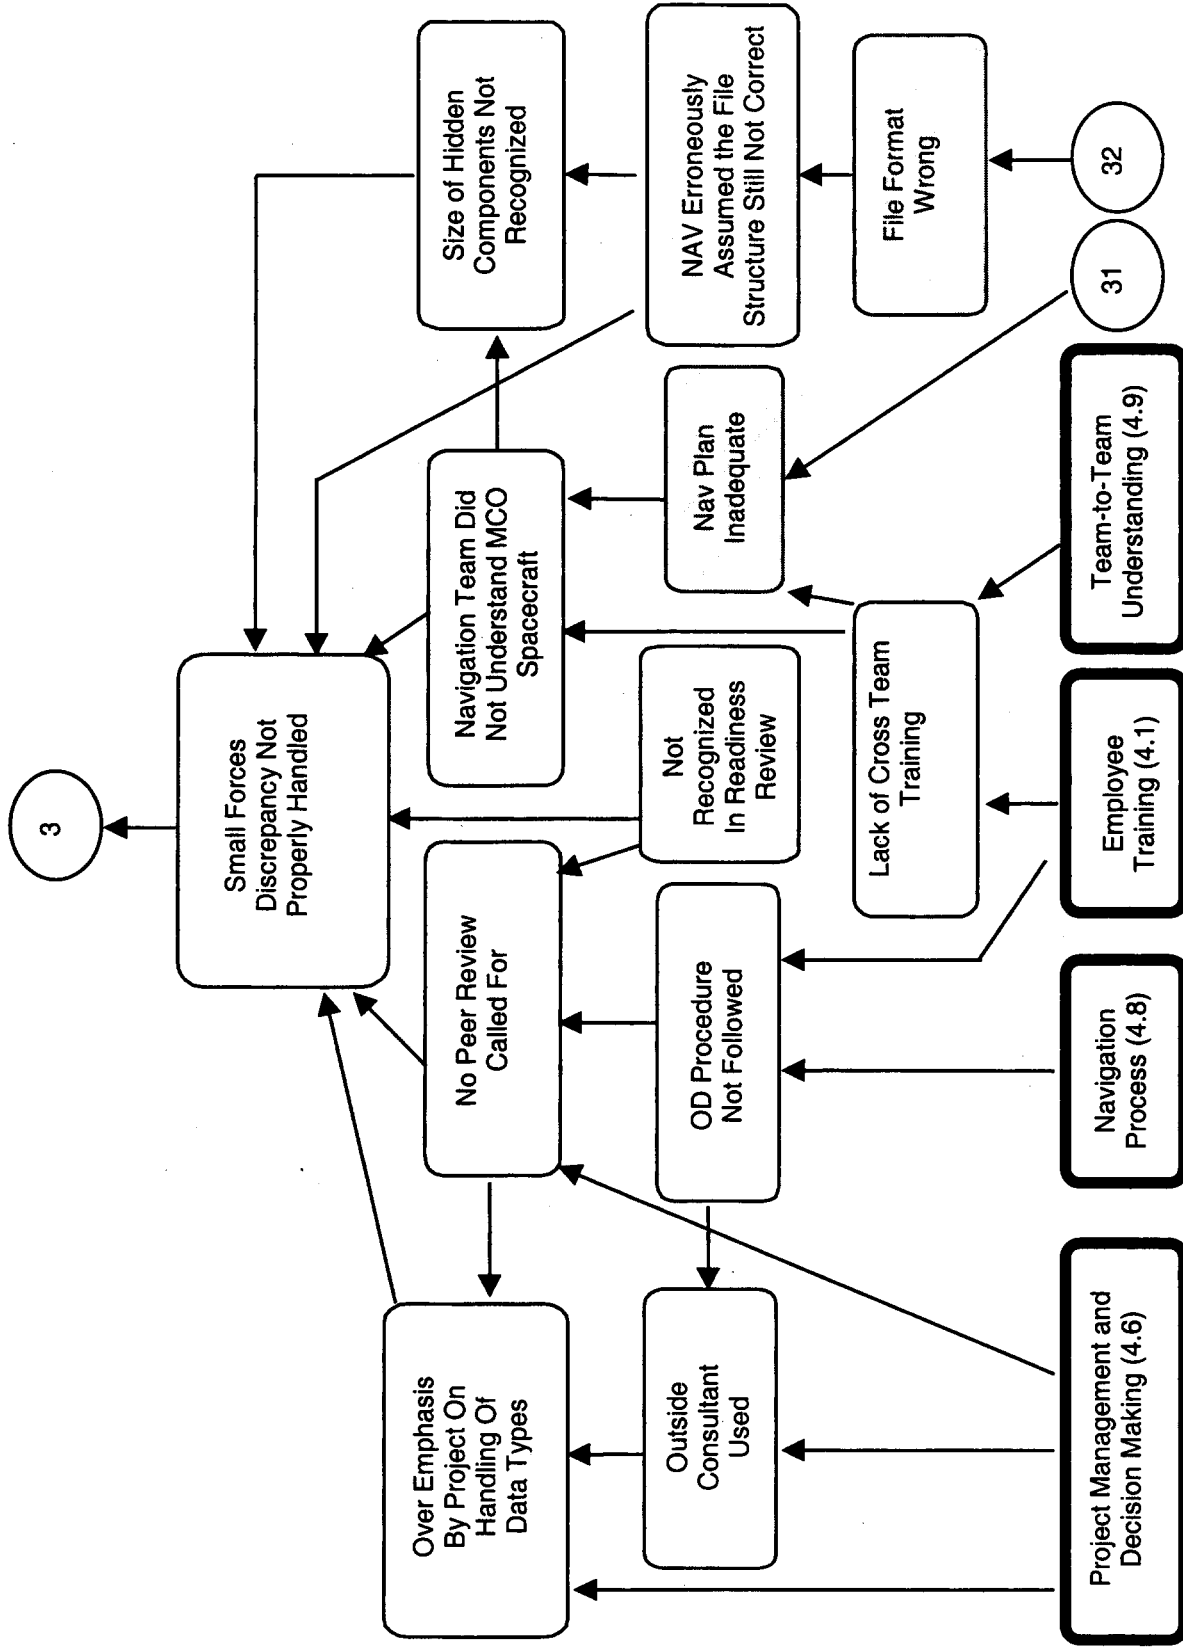 3
Small Forces
Discrepancy Not
Properly Handled
Over Emphasis
By Project On
Handling Of
Data Types
No Peer Review
Called For
Navigation Team Did
Not Understand MCO
Spacecraft
Size of Hidden
Components Not
Recognized
Outside
Consultant
Used
OD Procedure
Not Followed
Not
Recognized
In Readiness
Review
Nav Plan
Inadequate
NAV Erroneously
Assumed the File
Structure Still Not Correct
Lack of Cross Team
Training
File Format
Wrong
Project Management and
Decision Making (4.6)
Navigation
Process (4.8)
Employee
Training (4.1)
Team-to-Team
Understanding (4.9)
31
32